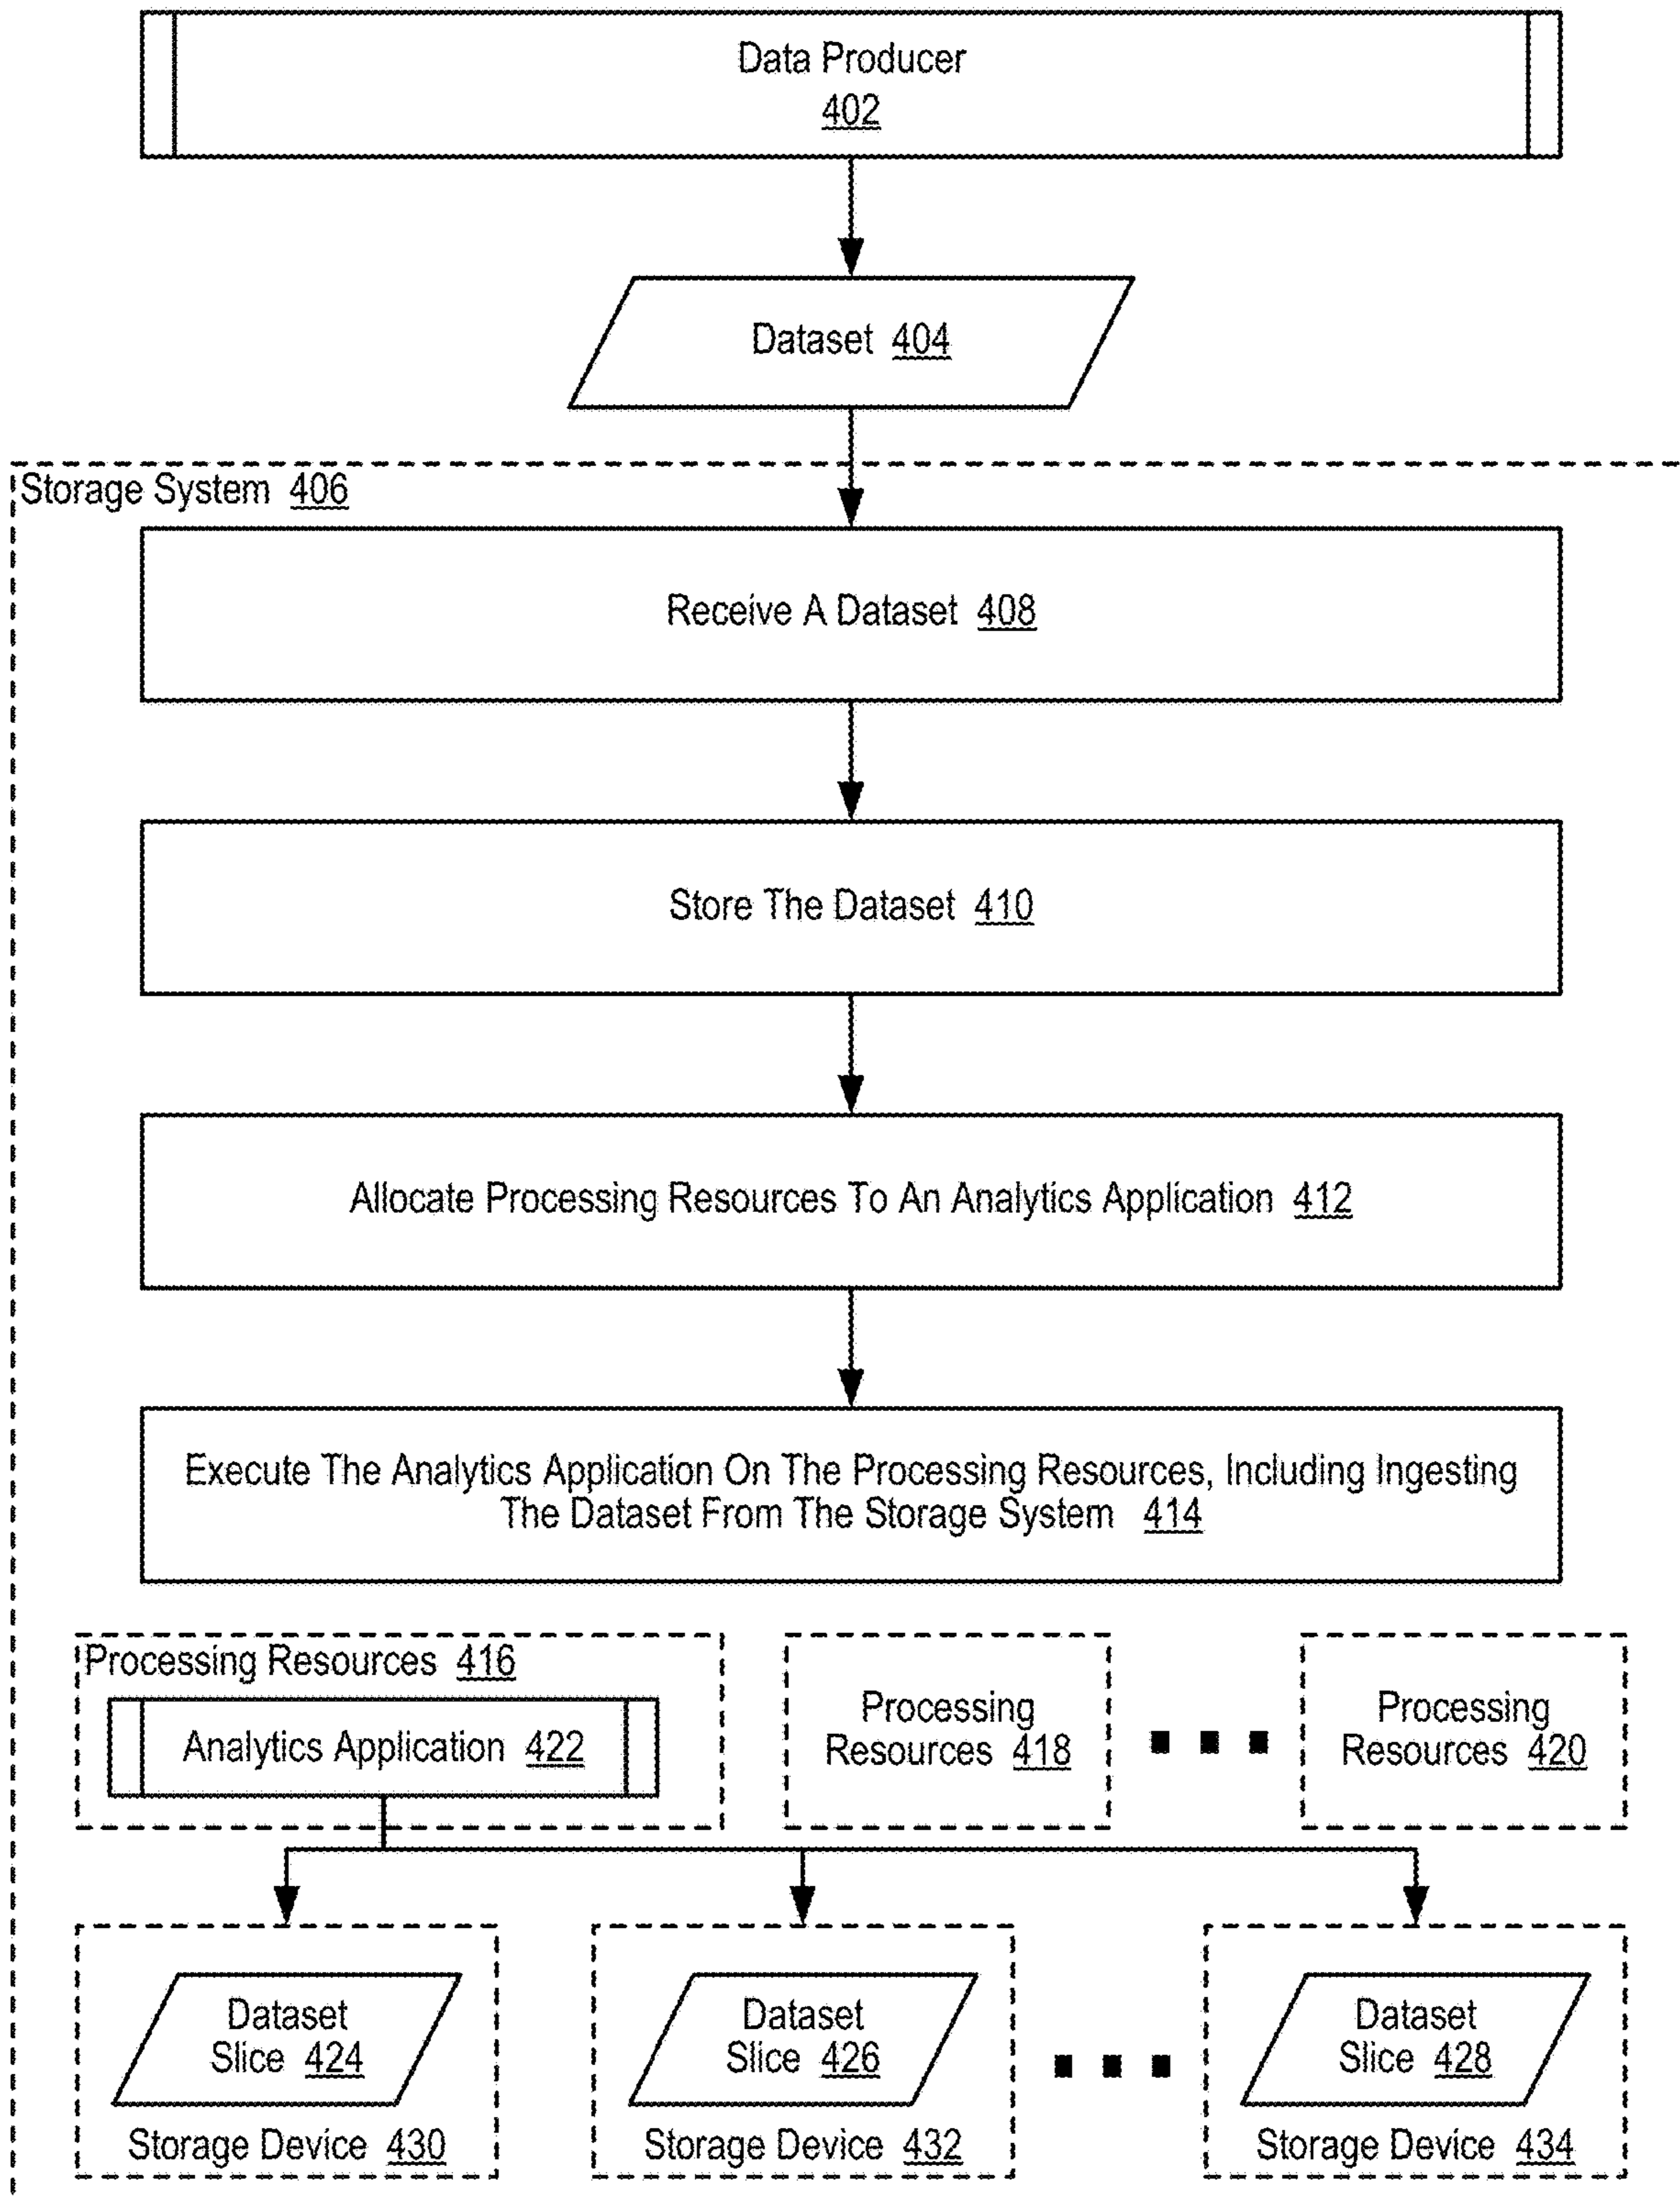 Data Producer
402
Dataset 404
Storage System 406
Receive A Dataset 408
Store The Dataset 410
Allocate Processing Resources To An Analytics Application 412
Execute The Analytics Application On The Processing Resources, Including Ingesting
The Dataset From The Storage System 414
Processing Resources 416
Analytics Application 422
Processing
Resources 418
Processing
Resources 420
Dataset
Slice 424
Storage Device 430
Dataset
Slice 426
Storage Device 432
Dataset
Slice 428
Storage Device 434